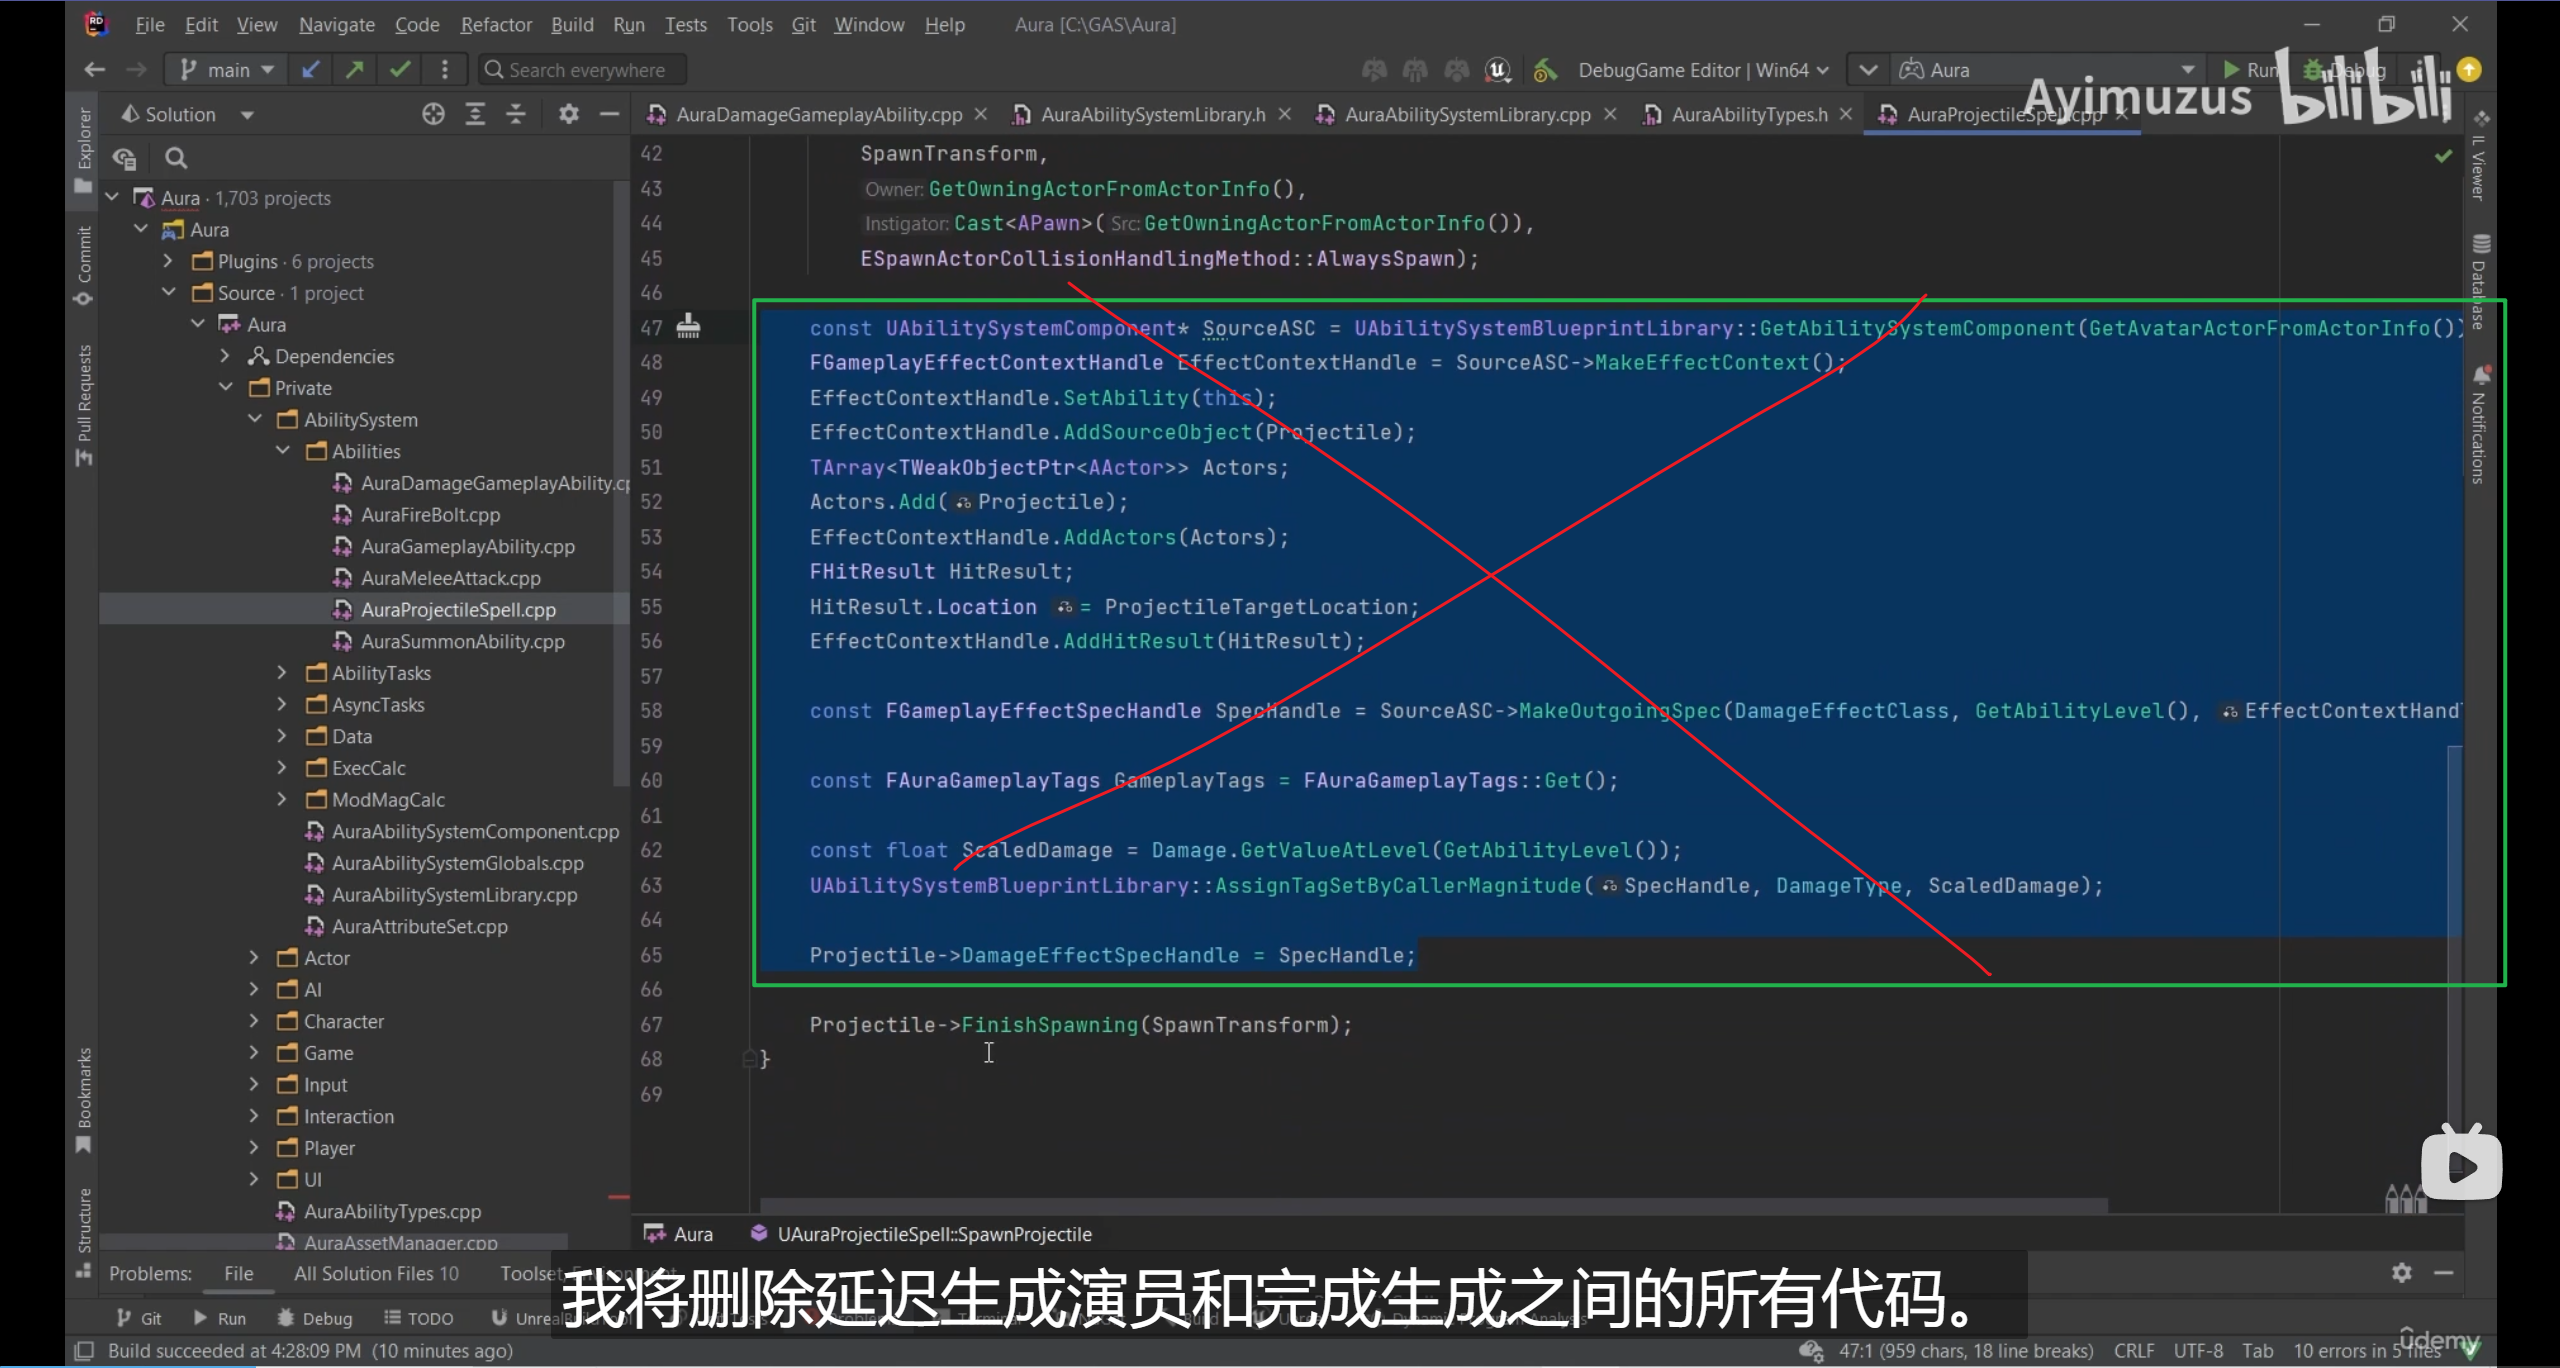 File Edit View Navigate Code Refactor Build Run Tests Tools Git Window Help Aura [C:\GAS\Aura]
main Search everywhere DebugGame Editor | Win64 Aura Run Debug
Ayimuzus bilibili
Solution
AuraDamageGameplayAbility.cpp AuraAbilitySystemLibrary.h AuraAbilitySystemLibrary.cpp AuraAbilityTypes.h AuraProjectileSpell.cpp
Explorer
Commit
Pull Requests
Bookmarks
Structure
Aura · 1,703 projects
Aura
Plugins · 6 projects
Source · 1 project
Aura
Dependencies
Private
AbilitySystem
Abilities
AuraDamageGameplayAbility.cp
AuraFireBolt.cpp
AuraGameplayAbility.cpp
AuraMeleeAttack.cpp
AuraProjectileSpell.cpp
AuraSummonAbility.cpp
AbilityTasks
AsyncTasks
Data
ExecCalc
ModMagCalc
AuraAbilitySystemComponent.cpp
AuraAbilitySystemGlobals.cpp
AuraAbilitySystemLibrary.cpp
AuraAttributeSet.cpp
Actor
AI
Character
Game
Input
Interaction
Player
UI
AuraAbilityTypes.cpp
AuraAssetManager.cpp
42 SpawnTransform,
43 Owner: GetOwningActorFromActorInfo(),
44 Instigator: Cast<APawn>( Src: GetOwningActorFromActorInfo()),
45 ESpawnActorCollisionHandlingMethod::AlwaysSpawn);
46
47 const UAbilitySystemComponent* SourceASC = UAbilitySystemBlueprintLibrary::GetAbilitySystemComponent(GetAvatarActorFromActorInfo())
48 FGameplayEffectContextHandle EffectContextHandle = SourceASC->MakeEffectContext();
49 EffectContextHandle.SetAbility(this);
50 EffectContextHandle.AddSourceObject(Projectile);
51 TArray<TWeakObjectPtr<AActor>> Actors;
52 Actors.Add( Projectile);
53 EffectContextHandle.AddActors(Actors);
54 FHitResult HitResult;
55 HitResult.Location = ProjectileTargetLocation;
56 EffectContextHandle.AddHitResult(HitResult);
57
58 const FGameplayEffectSpecHandle SpecHandle = SourceASC->MakeOutgoingSpec(DamageEffectClass, GetAbilityLevel(), EffectContextHand
59
60 const FAuraGameplayTags GameplayTags = FAuraGameplayTags::Get();
61
62 const float ScaledDamage = Damage.GetValueAtLevel(GetAbilityLevel());
63 UAbilitySystemBlueprintLibrary::AssignTagSetByCallerMagnitude( SpecHandle, DamageType, ScaledDamage);
64
65 Projectile->DamageEffectSpecHandle = SpecHandle;
66
67 Projectile->FinishSpawning(SpawnTransform);
68 }
69
IL Viewer
Database
Notifications
Aura UAuraProjectileSpell::SpawnProjectile
Problems: File All Solution Files 10
我将删除延迟生成演员和完成生成之间的所有代码。
Git Run Debug TODO
Build succeeded at 4:28:09 PM (10 minutes ago) 47:1 (959 chars, 18 line breaks) CRLF UTF-8 Tab 10 errors in 5 files
ûdemy